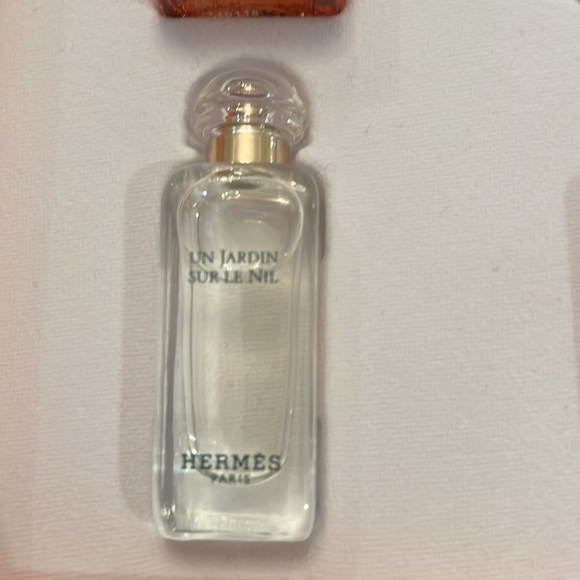 UN JARDIN
SUR LE NIL
HERMÈS
PARIS